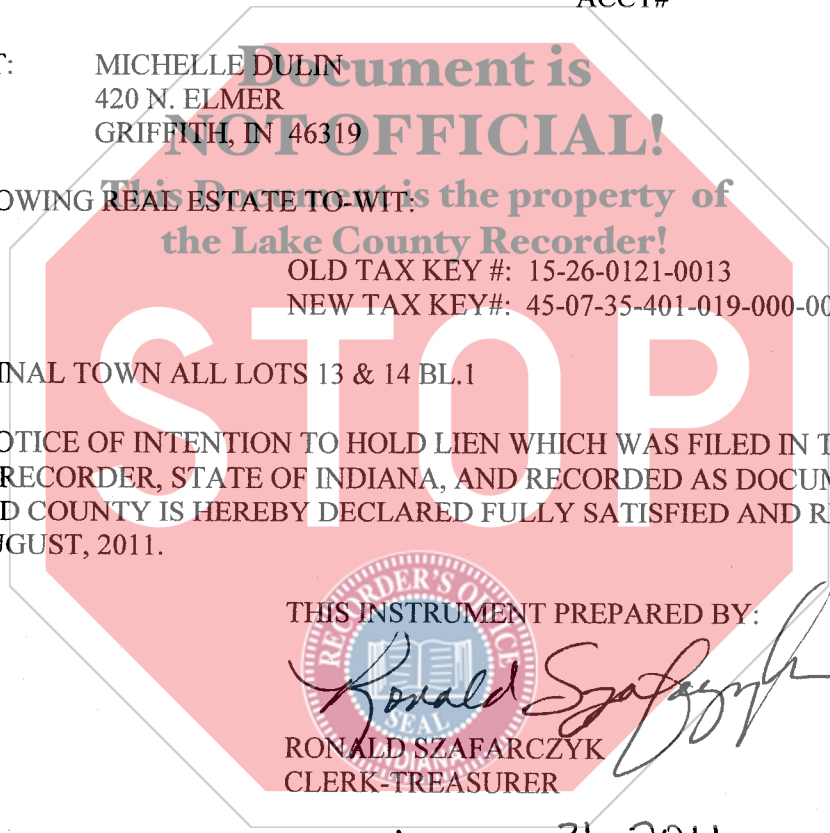 ACCT#
T: MICHELLE DULIN
420 N. ELMER
GRIFFITH, IN 46319
Document is
NOT OFFICIAL!
This Document is the property of
the Lake County Recorder!
OWING REAL ESTATE TO-WIT:
OLD TAX KEY #: 15-26-0121-0013
NEW TAX KEY#: 45-07-35-401-019-000-00
STOP
INAL TOWN ALL LOTS 13 & 14 BL.1
OTICE OF INTENTION TO HOLD LIEN WHICH WAS FILED IN T
RECORDER, STATE OF INDIANA, AND RECORDED AS DOCUM
D COUNTY IS HEREBY DECLARED FULLY SATISFIED AND R
UGUST, 2011.
THIS INSTRUMENT PREPARED BY:
RECORDER'S OFFICE
SEAL
INDIANA
Ronald Szafarczyk
RONALD SZAFARCZYK
CLERK-TREASURER
31, 2011